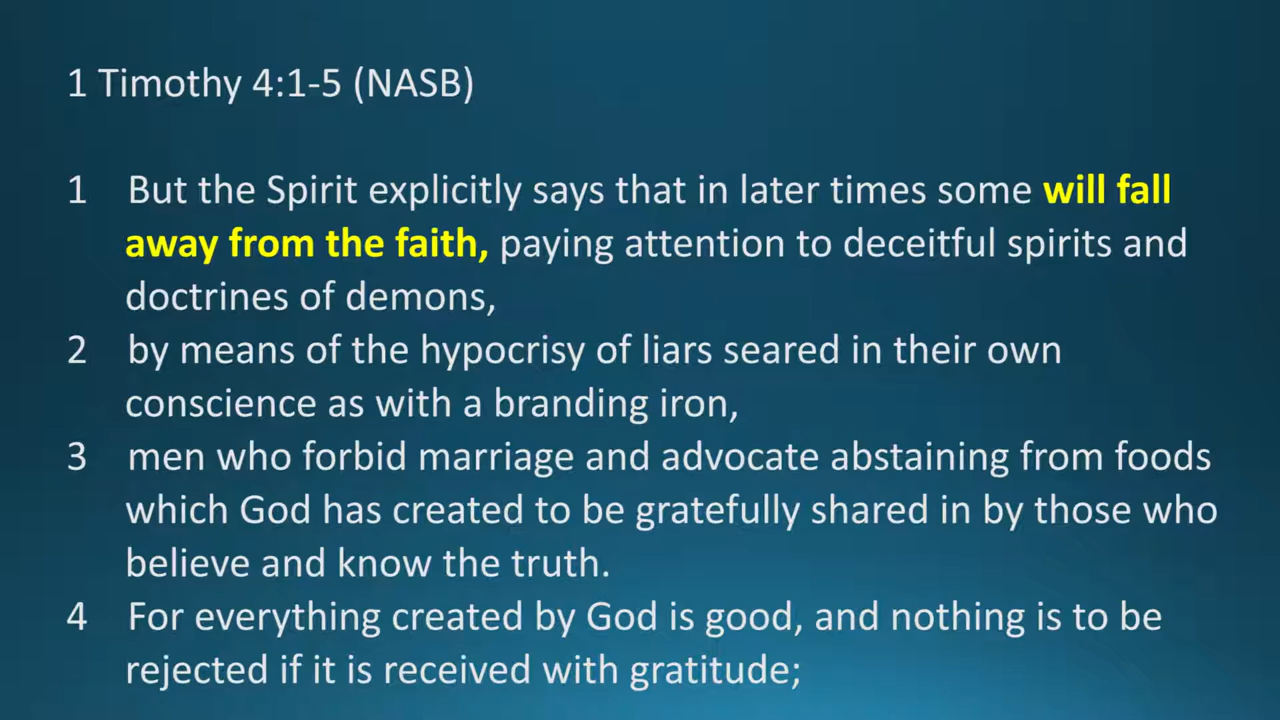 1 Timothy 4:1-5 (NASB)
1 But the Spirit explicitly says that in later times some will fall
away from the faith, paying attention to deceitful spirits and
doctrines of demons,
2 by means of the hypocrisy of liars seared in their own
conscience as with a branding iron,
3 men who forbid marriage and advocate abstaining from foods
which God has created to be gratefully shared in by those who
believe and know the truth.
4 For everything created by God is good, and nothing is to be
rejected if it is received with gratitude;